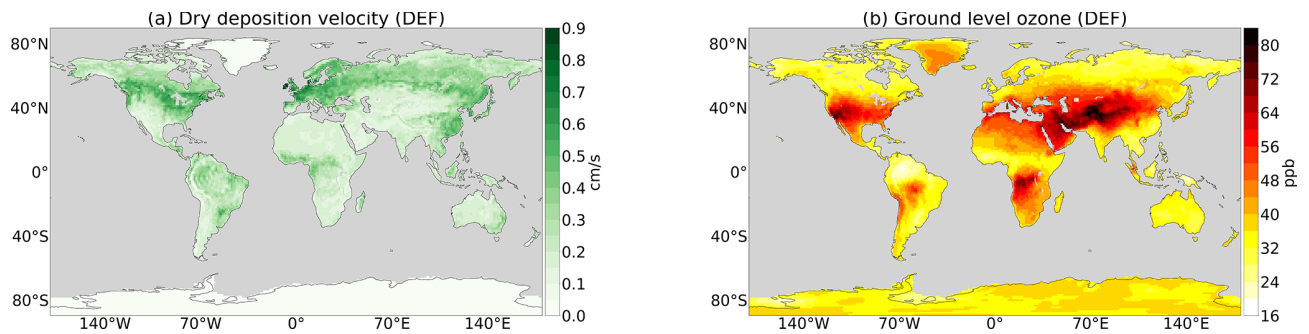 (a) Dry deposition velocity (DEF)
80°N
40°N
0°
40°S
80°S
140°W 70°W 0° 70°E 140°E
0.9
0.8
0.7
0.6
0.5
0.4
0.3
0.2
0.1
0.0
cm/s
(b) Ground level ozone (DEF)
80°N
40°N
0°
40°S
80°S
140°W 70°W 0° 70°E 140°E
80
72
64
56
48
40
32
24
16
ppb